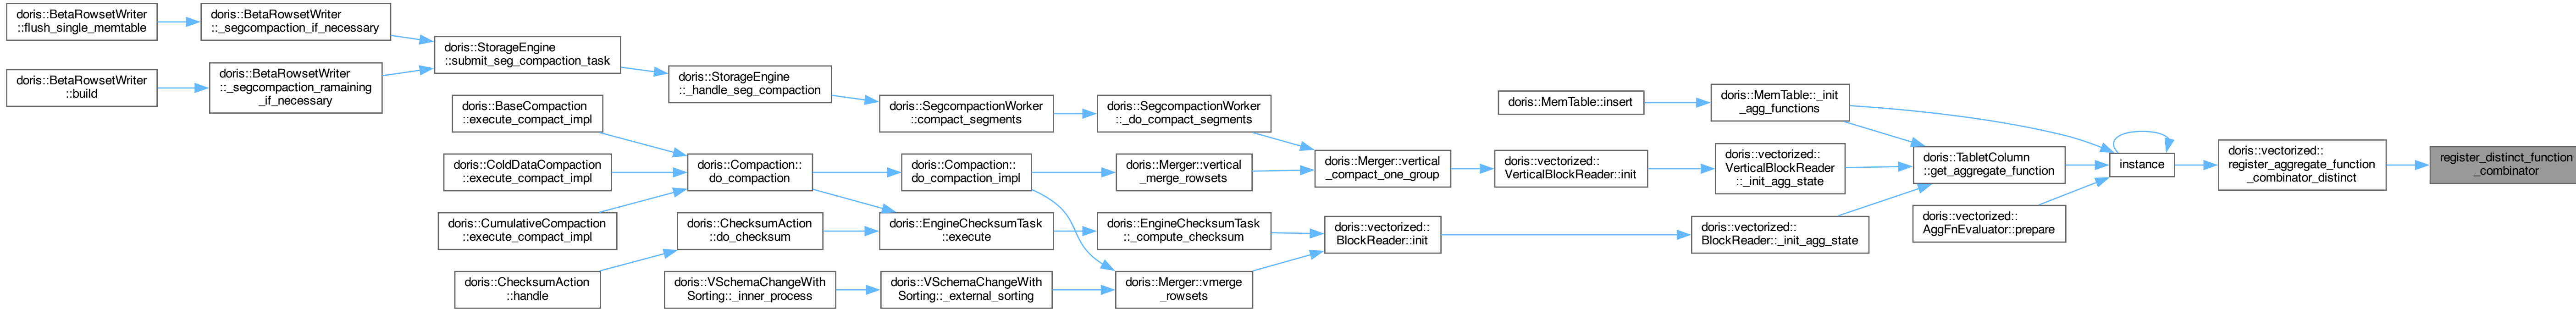 doris::BetaRowsetWriter
::flush_single_memtable
doris::BetaRowsetWriter
::_segcompaction_if_necessary
doris::BetaRowsetWriter
::build
doris::BetaRowsetWriter
::_segcompaction_ramaining
_if_necessary
doris::StorageEngine
::submit_seg_compaction_task
doris::StorageEngine
::_handle_seg_compaction
doris::BaseCompaction
::execute_compact_impl
doris::ColdDataCompaction
::execute_compact_impl
doris::CumulativeCompaction
::execute_compact_impl
doris::ChecksumAction
::handle
doris::Compaction::
do_compaction
doris::ChecksumAction
::do_checksum
doris::VSchemaChangeWith
Sorting::_inner_process
doris::SegcompactionWorker
::compact_segments
doris::Compaction::
do_compaction_impl
doris::EngineChecksumTask
::execute
doris::VSchemaChangeWith
Sorting::_external_sorting
doris::SegcompactionWorker
::_do_compact_segments
doris::Merger::vertical
_merge_rowsets
doris::EngineChecksumTask
::_compute_checksum
doris::Merger::vmerge
_rowsets
doris::Merger::vertical
_compact_one_group
doris::vectorized::
BlockReader::init
doris::MemTable::insert
doris::vectorized::
VerticalBlockReader::init
doris::MemTable::_init
_agg_functions
doris::vectorized::
VerticalBlockReader
::_init_agg_state
doris::vectorized::
BlockReader::_init_agg_state
doris::TabletColumn
::get_aggregate_function
doris::vectorized::
AggFnEvaluator::prepare
instance
doris::vectorized::
register_aggregate_function
_combinator_distinct
register_distinct_function
_combinator